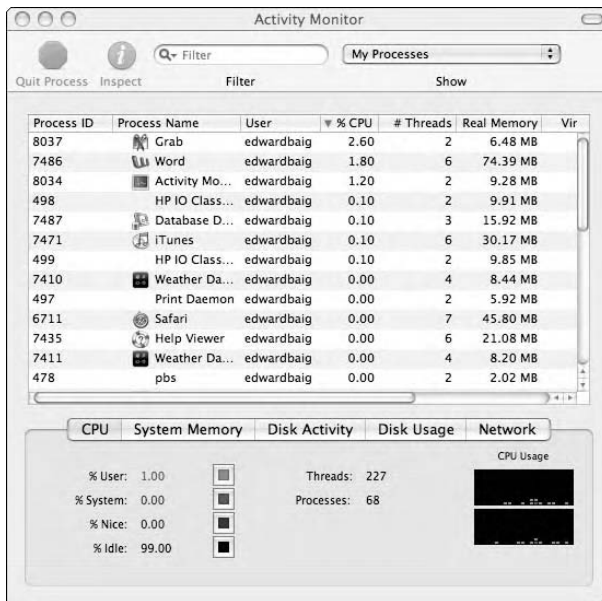 Activity Monitor
Quit Process Inspect
Filter
Filter
My Processes
Show
Process ID Process Name User % CPU # Threads Real Memory Vir
8037 Grab edwardbaig 2.60 2 6.48 MB
7486 Word edwardbaig 1.80 6 74.39 MB
8034 Activity Mo... edwardbaig 1.20 2 9.28 MB
498 HP IO Class... edwardbaig 0.10 2 9.91 MB
7487 Database D... edwardbaig 0.10 3 15.92 MB
7471 iTunes edwardbaig 0.10 6 30.17 MB
499 HP IO Class... edwardbaig 0.10 2 9.85 MB
7410 Weather Da... edwardbaig 0.00 4 8.44 MB
497 Print Daemon edwardbaig 0.00 2 5.92 MB
6711 Safari edwardbaig 0.00 7 45.80 MB
7435 Help Viewer edwardbaig 0.00 6 21.08 MB
7411 Weather Da... edwardbaig 0.00 4 8.20 MB
478 pbs edwardbaig 0.00 2 2.02 MB
CPU System Memory Disk Activity Disk Usage Network
CPU Usage
% User: 1.00 Threads: 227
% System: 0.00 Processes: 68
% Nice: 0.00
% Idle: 99.00